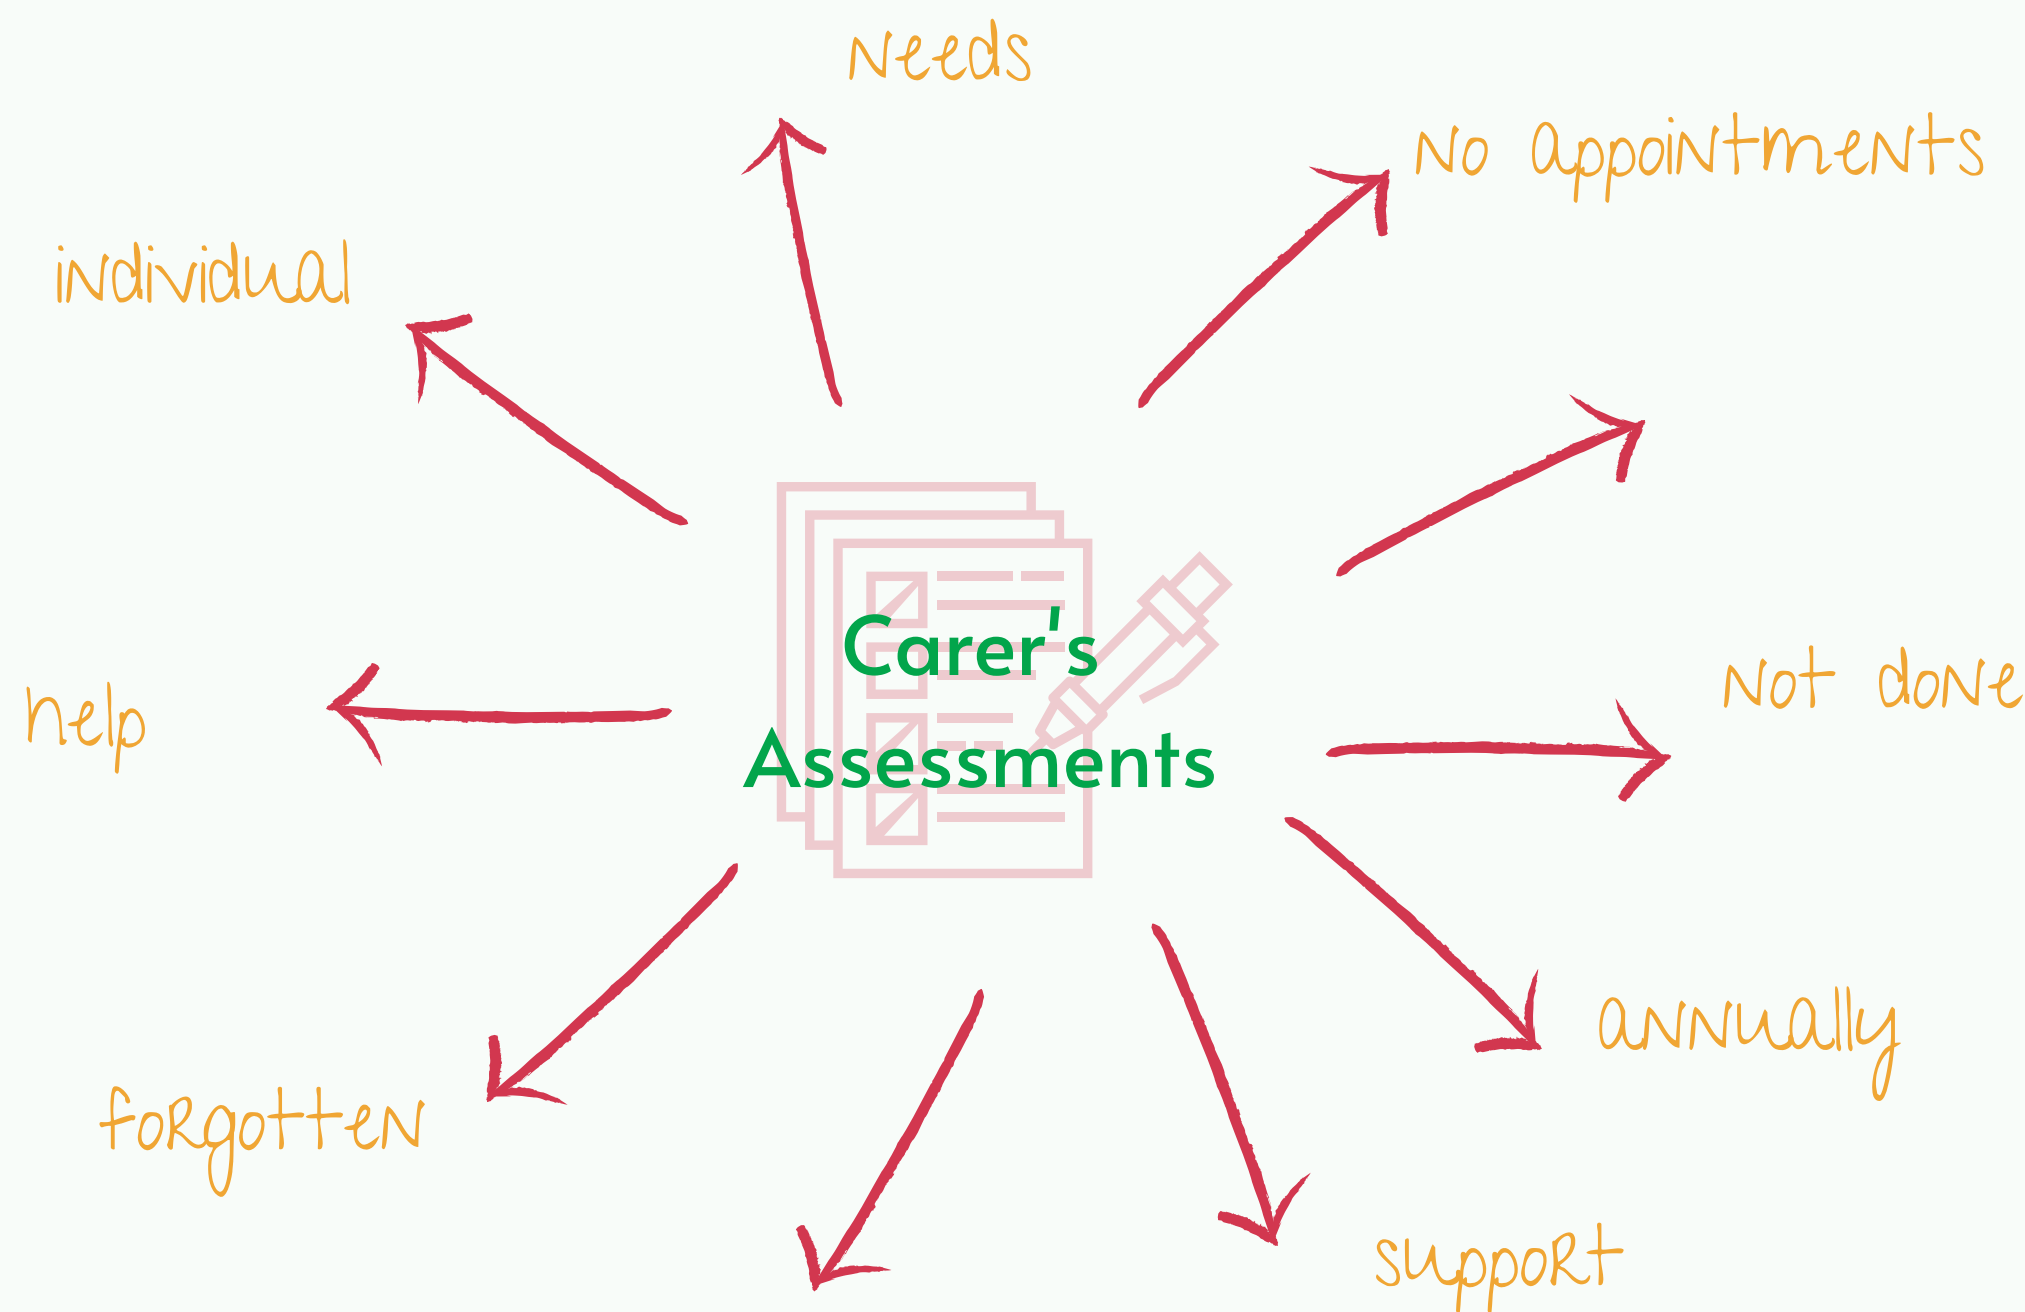 Needs
No appointments
individual
Carer's
Assessments
help
Not done
annually
forgotten
support